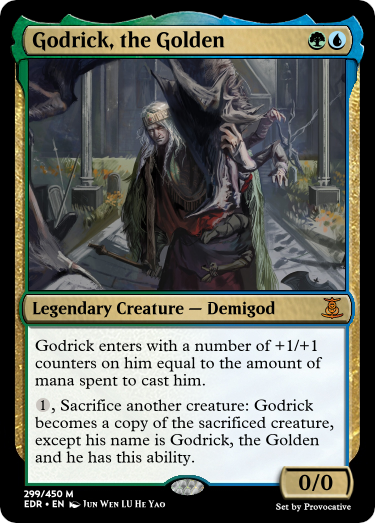 Godrick, the Golden
Legendary Creature — Demigod
Godrick enters with a number of +1/+1
counters on him equal to the amount of
mana spent to cast him.
1, Sacrifice another creature: Godrick
becomes a copy of the sacrificed creature,
except his name is Godrick, the Golden
and he has this ability.
0/0
299/450 M
EDR • EN Jun Wen Lu He Yao
Set by Provocative